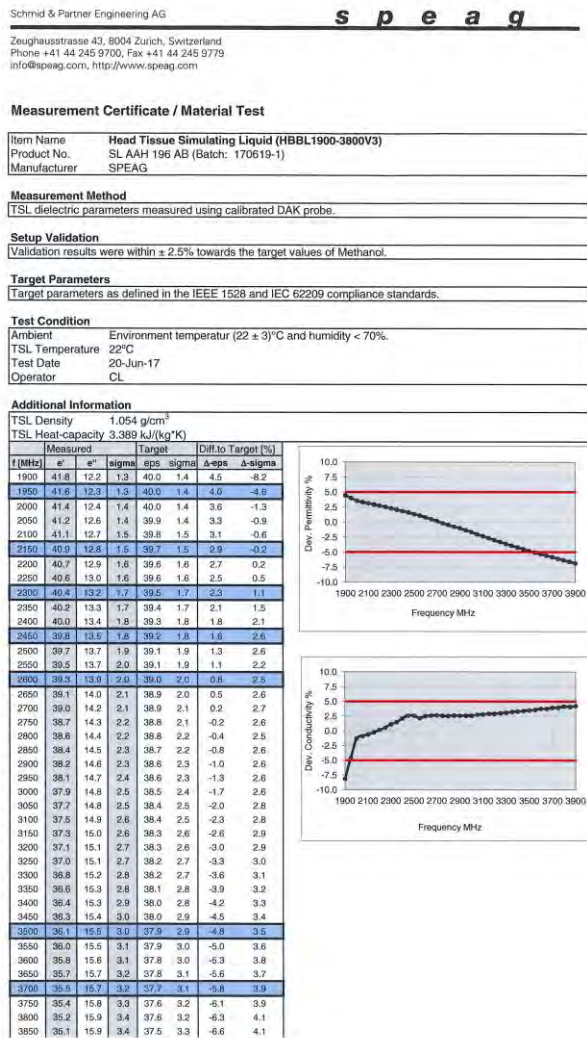 Schmid & Partner Engineering AG
s p e a g
Zeughausstrasse 43, 8004 Zurich, Switzerland
Phone +41 44 245 9700, Fax +41 44 245 9779
info@speag.com, http://www.speag.com
Measurement Certificate / Material Test
Item Name Head Tissue Simulating Liquid (HBBL1900-3800V3)
Product No. SL AAH 196 AB (Batch: 170619-1)
Manufacturer SPEAG
Measurement Method
TSL dielectric parameters measured using calibrated DAK probe.
Setup Validation
Validation results were within ± 2.5% towards the target values of Methanol.
Target Parameters
Target parameters as defined in the IEEE 1528 and IEC 62209 compliance standards.
Test Condition
Ambient Environment temperatur (22 ± 3)°C and humidity < 70%.
TSL Temperature 22°C
Test Date 20-Jun-17
Operator CL
Additional Information
TSL Density 1.054 g/cm³
TSL Heat-capacity 3.389 kJ/(kg*K)
Measured Target Diff.to Target [%]
f [MHz] e' e'' sigma eps sigma Δ-eps Δ-sigma
1900 41.8 12.2 1.3 40.0 1.4 4.5 -8.2
1950 41.6 12.3 1.3 40.0 1.4 4.0 -4.8
2000 41.4 12.4 1.4 40.0 1.4 3.6 -1.3
2050 41.2 12.6 1.4 39.9 1.4 3.3 -0.9
2100 41.1 12.7 1.5 39.8 1.5 3.1 -0.6
2150 40.9 12.8 1.5 39.7 1.5 2.9 -0.2
2200 40.7 12.9 1.6 39.6 1.6 2.7 0.2
2250 40.6 13.0 1.6 39.6 1.6 2.5 0.5
2300 40.4 13.2 1.7 39.5 1.7 2.3 1.1
2350 40.2 13.3 1.7 39.4 1.7 2.1 1.5
2400 40.0 13.4 1.8 39.3 1.8 1.8 2.1
2450 39.8 13.5 1.8 39.2 1.8 1.6 2.6
2500 39.7 13.7 1.9 39.1 1.9 1.3 2.6
2550 39.5 13.7 2.0 39.1 1.9 1.1 2.2
2600 39.3 13.9 2.0 39.0 2.0 0.8 2.5
2650 39.1 14.0 2.1 38.9 2.0 0.5 2.6
2700 39.0 14.2 2.1 38.9 2.1 0.2 2.7
2750 38.7 14.3 2.2 38.8 2.1 -0.2 2.6
2800 38.6 14.4 2.2 38.8 2.2 -0.4 2.5
2850 38.4 14.5 2.3 38.7 2.2 -0.8 2.6
2900 38.2 14.6 2.3 38.6 2.3 -1.0 2.6
2950 38.1 14.7 2.4 38.6 2.3 -1.3 2.6
3000 37.9 14.8 2.5 38.5 2.4 -1.7 2.6
3050 37.7 14.8 2.5 38.4 2.5 -2.0 2.8
3100 37.5 14.9 2.6 38.4 2.5 -2.3 2.8
3150 37.3 15.0 2.6 38.3 2.6 -2.6 2.9
3200 37.1 15.1 2.7 38.3 2.6 -3.0 2.9
3250 37.0 15.1 2.7 38.2 2.7 -3.3 3.0
3300 36.8 15.2 2.8 38.2 2.7 -3.6 3.1
3350 36.6 15.3 2.8 38.1 2.8 -3.9 3.2
3400 36.4 15.3 2.9 38.0 2.8 -4.2 3.3
3450 36.3 15.4 3.0 38.0 2.9 -4.5 3.4
3500 36.1 15.5 3.0 37.9 2.9 -4.8 3.5
3550 36.0 15.5 3.1 37.9 3.0 -5.0 3.6
3600 35.8 15.6 3.1 37.8 3.0 -5.3 3.8
3650 35.7 15.7 3.2 37.8 3.1 -5.6 3.7
3700 35.5 15.7 3.2 37.7 3.1 -5.8 3.9
3750 35.4 15.8 3.3 37.6 3.2 -6.1 3.9
3800 35.2 15.9 3.4 37.6 3.2 -6.3 4.1
3850 35.1 15.9 3.4 37.5 3.3 -6.6 4.1
Dev. Permittivity %
10.0
7.5
5.0
2.5
0.0
-2.5
-5.0
-7.5
-10.0
1900 2100 2300 2500 2700 2900 3100 3300 3500 3700 3900
Frequency MHz
Dev. Conductivity %
10.0
7.5
5.0
2.5
0.0
-2.5
-5.0
-7.5
-10.0
1900 2100 2300 2500 2700 2900 3100 3300 3500 3700 3900
Frequency MHz